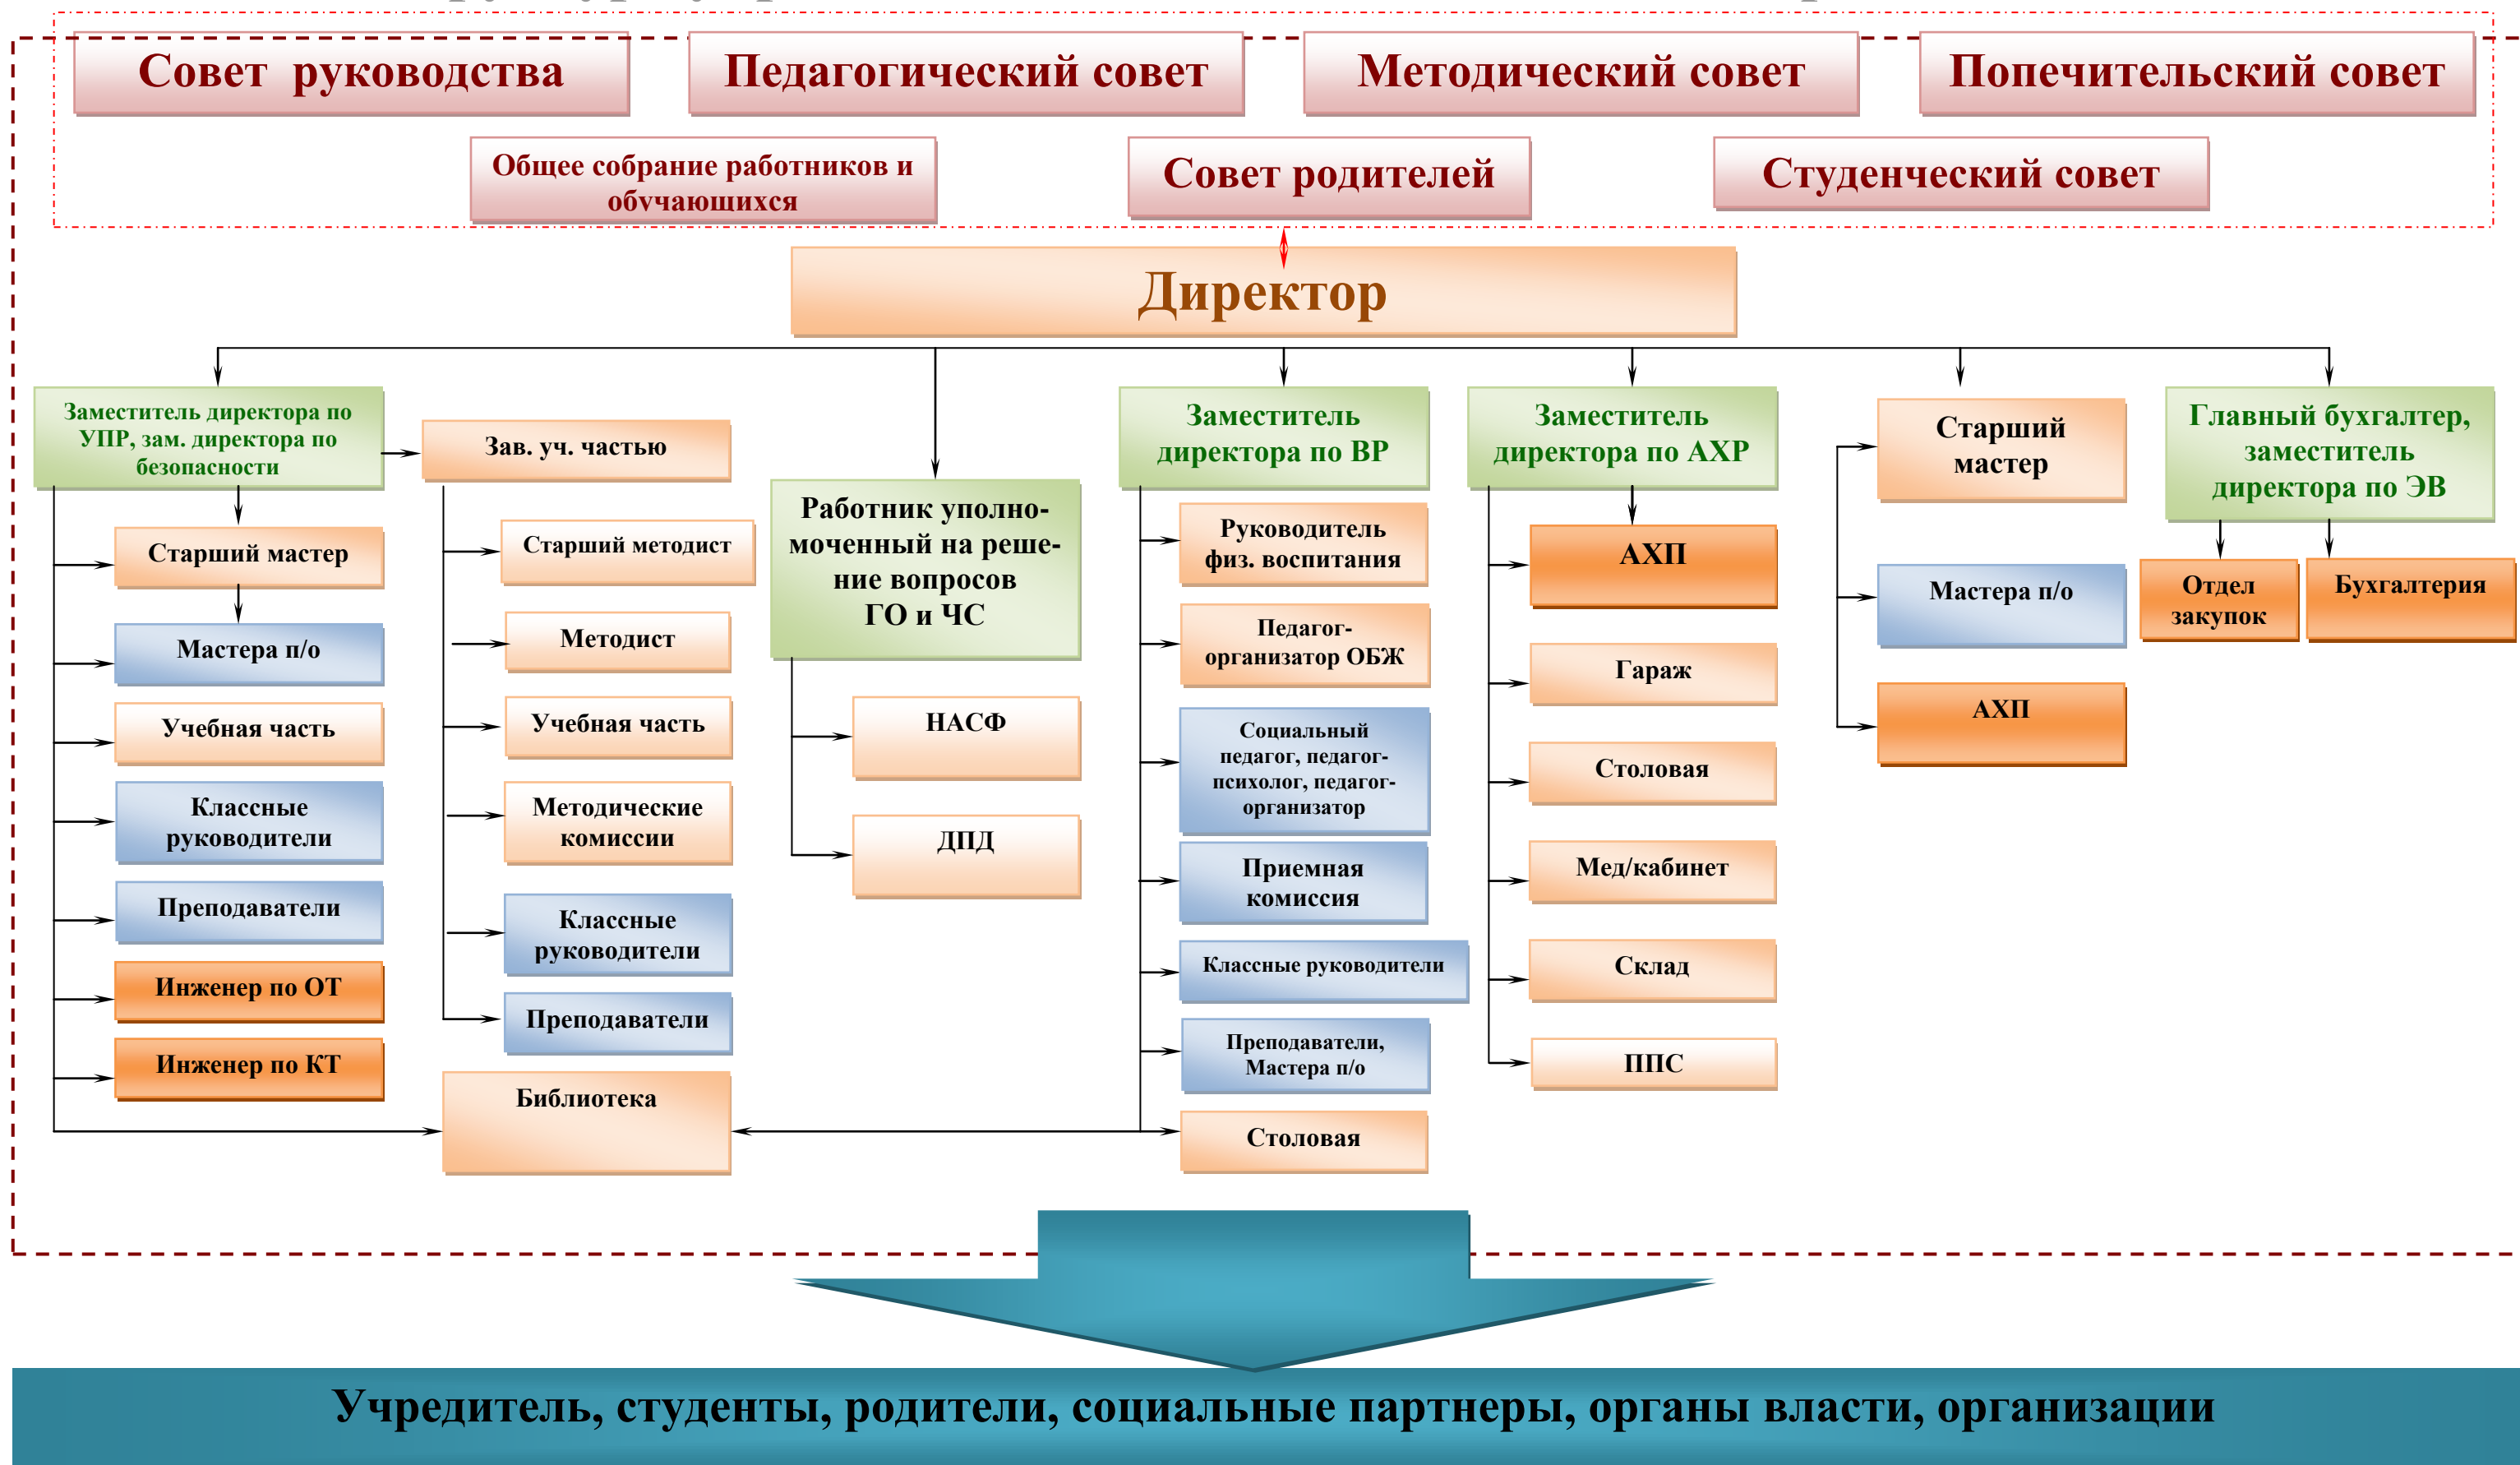 Совет руководства
Педагогический совет
Методический совет
Попечительский совет
Общее собрание работников и
обучающихся
Совет родителей
Студенческий совет
Директор
Заместитель директора по
УПР, зам. директора по
безопасности
Старший мастер
Мастера п/о
Учебная часть
Классные
руководители
Преподаватели
Инженер по ОТ
Инженер по КТ
Зав. уч. частью
Старший методист
Методист
Учебная часть
Методические
комиссии
Классные
руководители
Преподаватели
Библиотека
Работник уполно-
моченный на реше-
ние вопросов
ГО и ЧС
НАСФ
ДПД
Заместитель
директора по ВР
Руководитель
физ. воспитания
Педагог-
организатор ОБЖ
Социальный
педагог, педагог-
психолог, педагог-
организатор
Приемная
комиссия
Классные руководители
Преподаватели,
Мастера п/о
Столовая
Заместитель
директора по АХР
АХП
Гараж
Столовая
Мед/кабинет
Склад
ППС
Старший
мастер
Мастера п/о
АХП
Главный бухгалтер,
заместитель
директора по ЭВ
Отдел
закупок
Бухгалтерия
Учредитель, студенты, родители, социальные партнеры, органы власти, организации